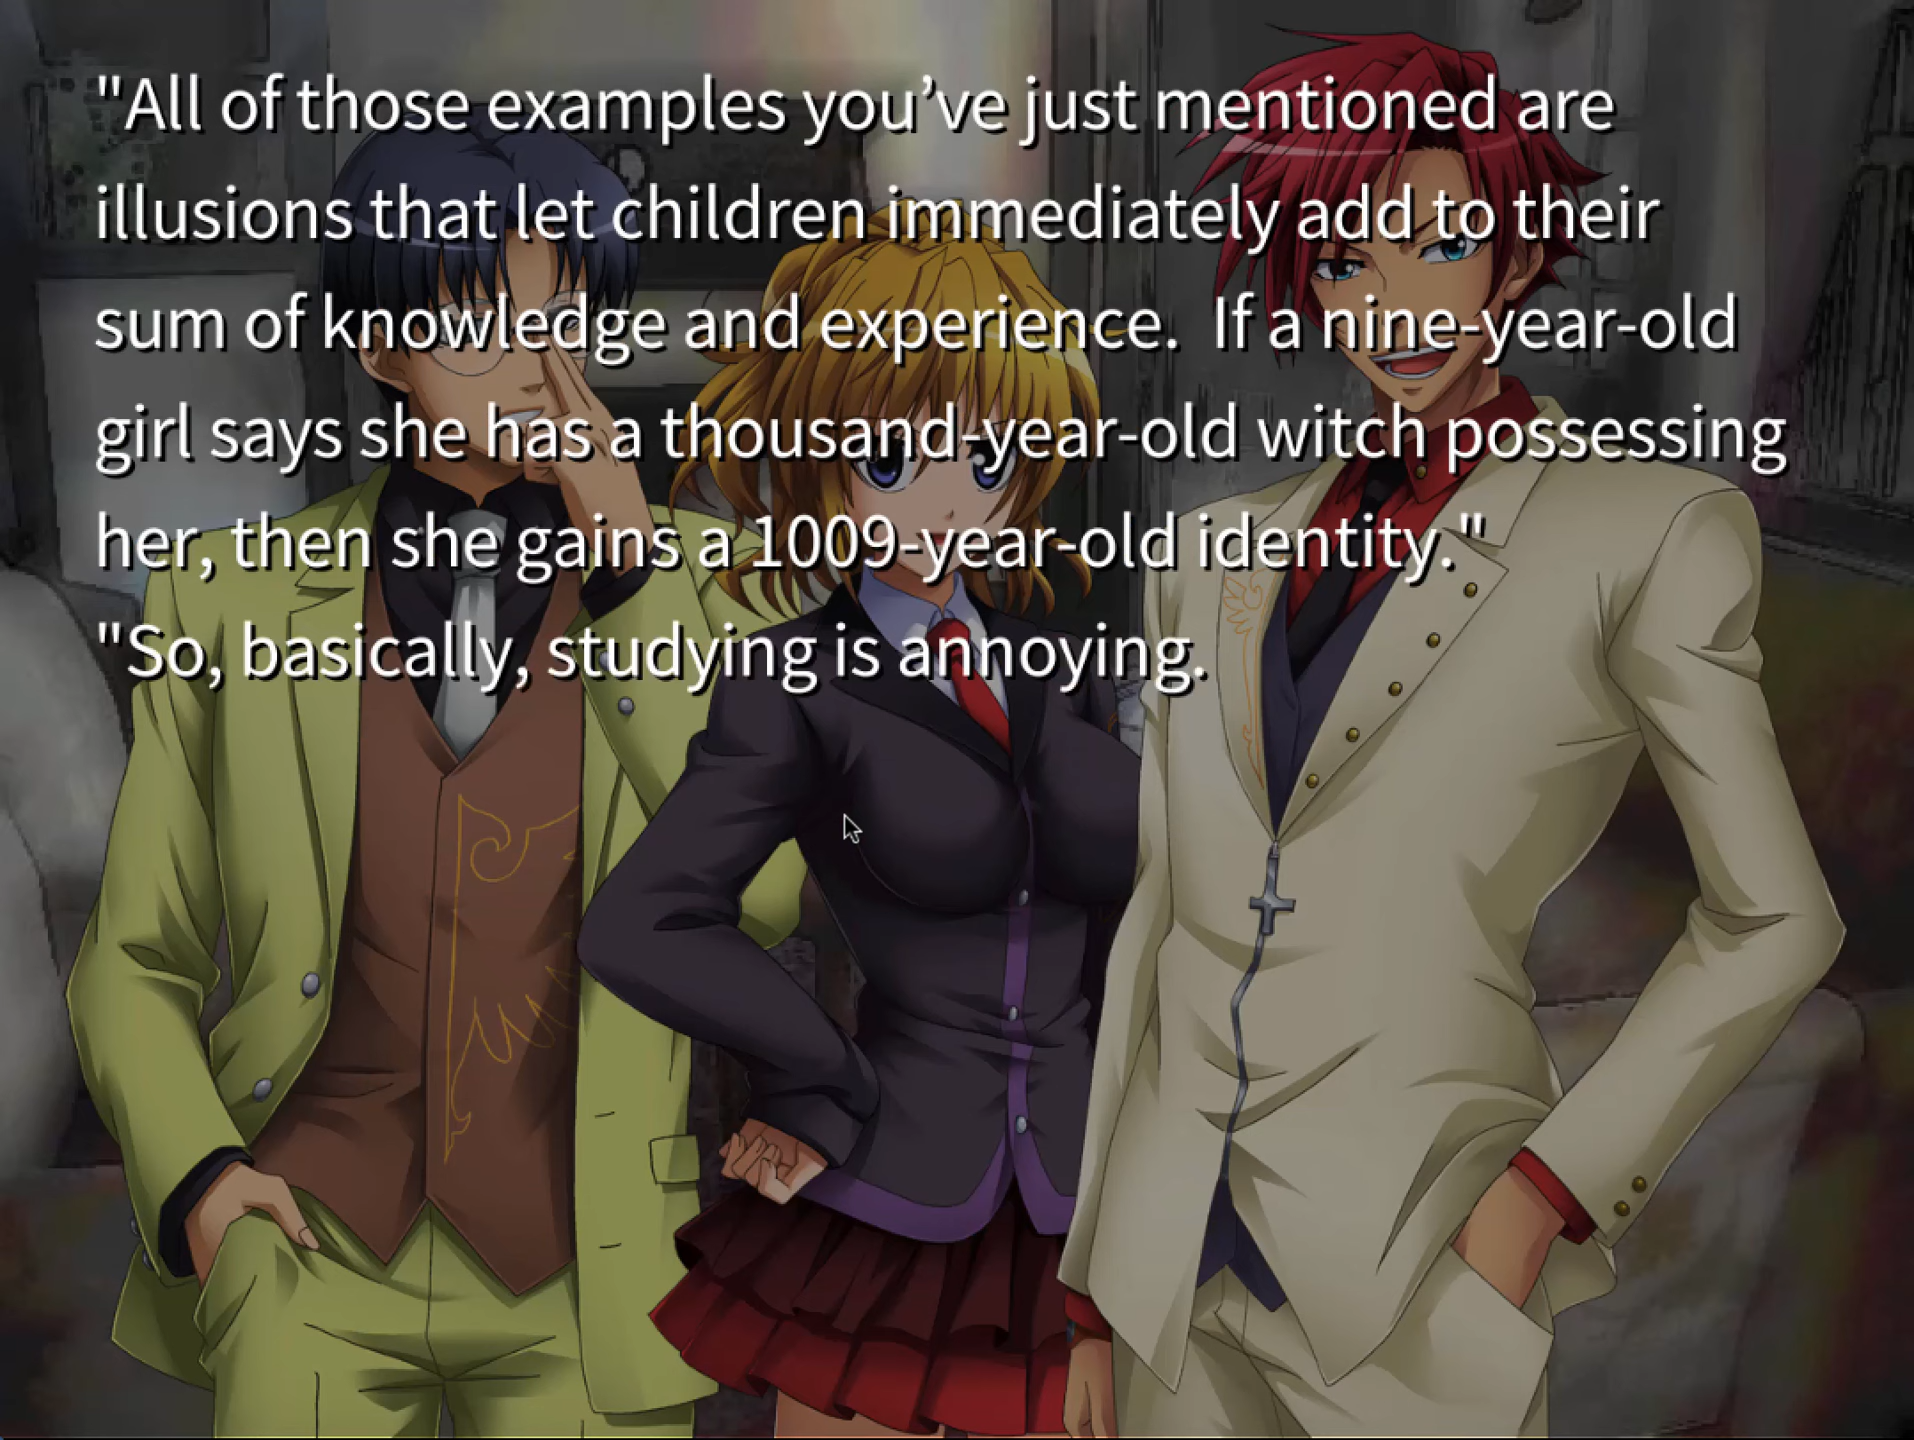 "All of those examples you’ve just mentioned are
illusions that let children immediately add to their
sum of knowledge and experience.  If a nine-year-old
girl says she has a thousand-year-old witch possessing
her, then she gains a 1009-year-old identity."
"So, basically, studying is annoying.